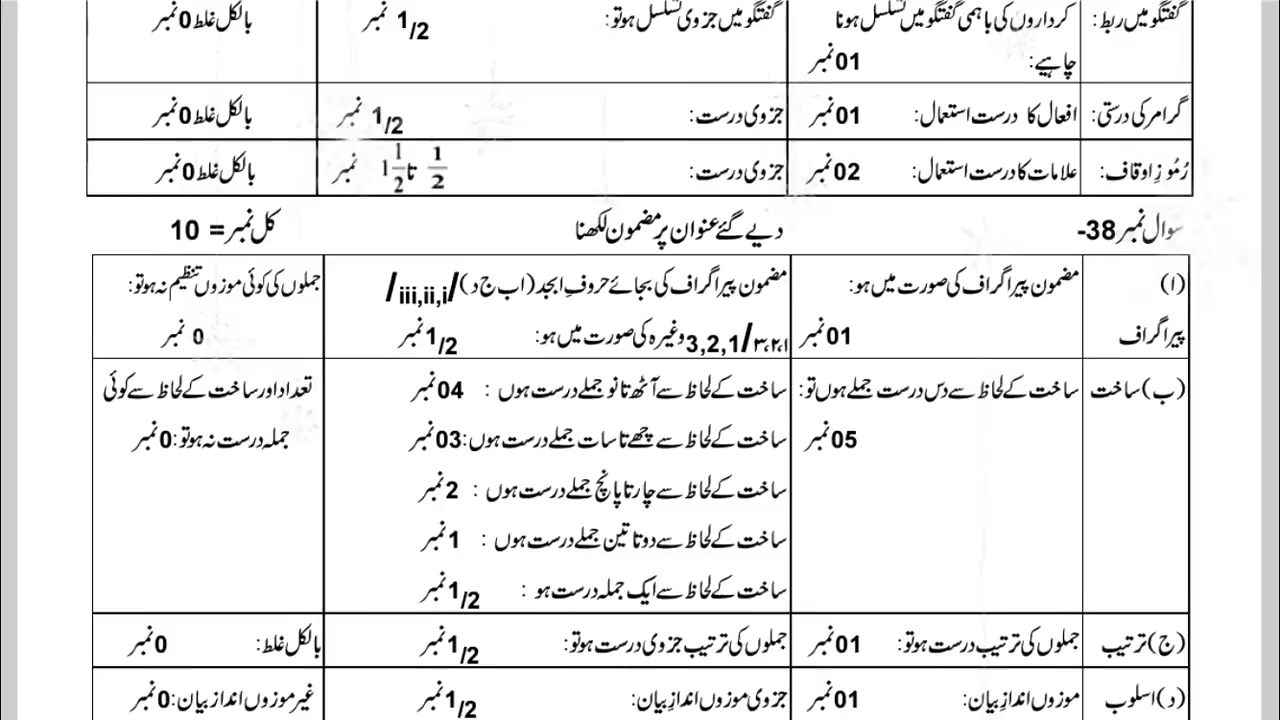 گفتگو میں ربط: کرداروں کی باہمی گفتگو میں تسلسل ہونا گفتگو میں جزوی تسلسل ہو تو: 1/2 نمبر بالکل غلط 0 نمبر
چاہیے: 01 نمبر
گرامر کی درستی: افعال کا درست استعمال: 01 نمبر جزوی درست: 1/2 نمبر بالکل غلط 0 نمبر
رُموزِ اوقاف: علامات کا درست استعمال: 02 نمبر جزوی درست: 1/2 تا 1 1/2 نمبر بالکل غلط 0 نمبر
سوال نمبر 38- دیے گئے عنوان پر مضمون لکھنا کل نمبر = 10
(ا) مضمون پیراگراف کی صورت میں ہو: مضمون پیراگراف کی بجائے حروفِ ابجد (ا ب ج د)/ i,ii,iii/ جملوں کی کوئی موزوں تنظیم نہ ہو تو:
پیراگراف 01 نمبر ۱،۲،۳/ 3,2,1 وغیرہ کی صورت میں ہو: 1/2 نمبر 0 نمبر
(ب) ساخت ساخت کے لحاظ سے دس درست جملے ہوں تو: ساخت کے لحاظ سے آٹھ تا نو جملے درست ہوں : 04 نمبر تعداد اور ساخت کے لحاظ سے کوئی
05 نمبر ساخت کے لحاظ سے چھے تا سات جملے درست ہوں: 03 نمبر جملہ درست نہ ہو تو: 0 نمبر
ساخت کے لحاظ سے چار تا پانچ جملے درست ہوں : 2 نمبر
ساخت کے لحاظ سے دو تا تین جملے درست ہوں : 1 نمبر
ساخت کے لحاظ سے ایک جملہ درست ہو : 1/2 نمبر
(ج) ترتیب جملوں کی ترتیب درست ہو تو: 01 نمبر جملوں کی ترتیب جزوی درست ہو تو: 1/2 نمبر بالکل غلط: 0 نمبر
(د) اسلوب موزوں اندازِ بیان: 01 نمبر جزوی موزوں اندازِ بیان: 1/2 نمبر غیر موزوں اندازِ بیان: 0 نمبر